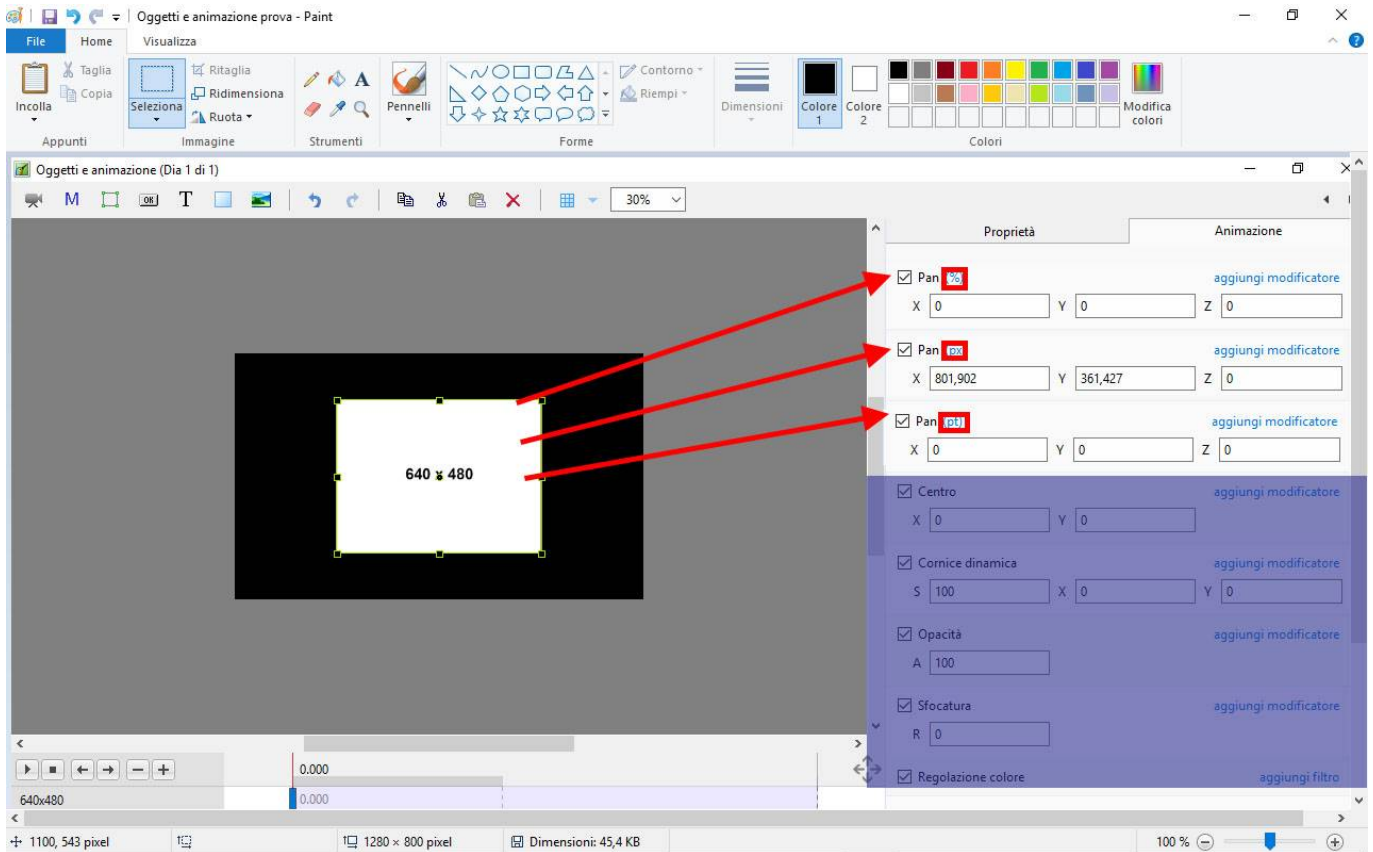 Oggetti e animazione prova - Paint
File Home Visualizza
Incolla
Taglia
Copia
Appunti
Seleziona
Ritaglia
Ridimensiona
Ruota
Immagine
A
Strumenti
Pennelli
Contorno
Riempi
Forme
Dimensioni
Colore 1
Colore 2
Modifica colori
Colori
Oggetti e animazione (Dia 1 di 1)
M OK T 30%
Proprietà Animazione
Pan (%) aggiungi modificatore
X 0 Y 0 Z 0
Pan (px) aggiungi modificatore
X 801,902 Y 361,427 Z 0
Pan (pt) aggiungi modificatore
X 0 Y 0 Z 0
640 x 480
Centro aggiungi modificatore
X 0 Y 0
Cornice dinamica aggiungi modificatore
S 100 X 0 Y 0
Opacità aggiungi modificatore
A 100
Sfocatura aggiungi modificatore
R 0
Regolazione colore aggiungi filtro
0.000
640x480 0.000
1100, 543 pixel 1280 × 800 pixel Dimensioni: 45,4 KB 100 %